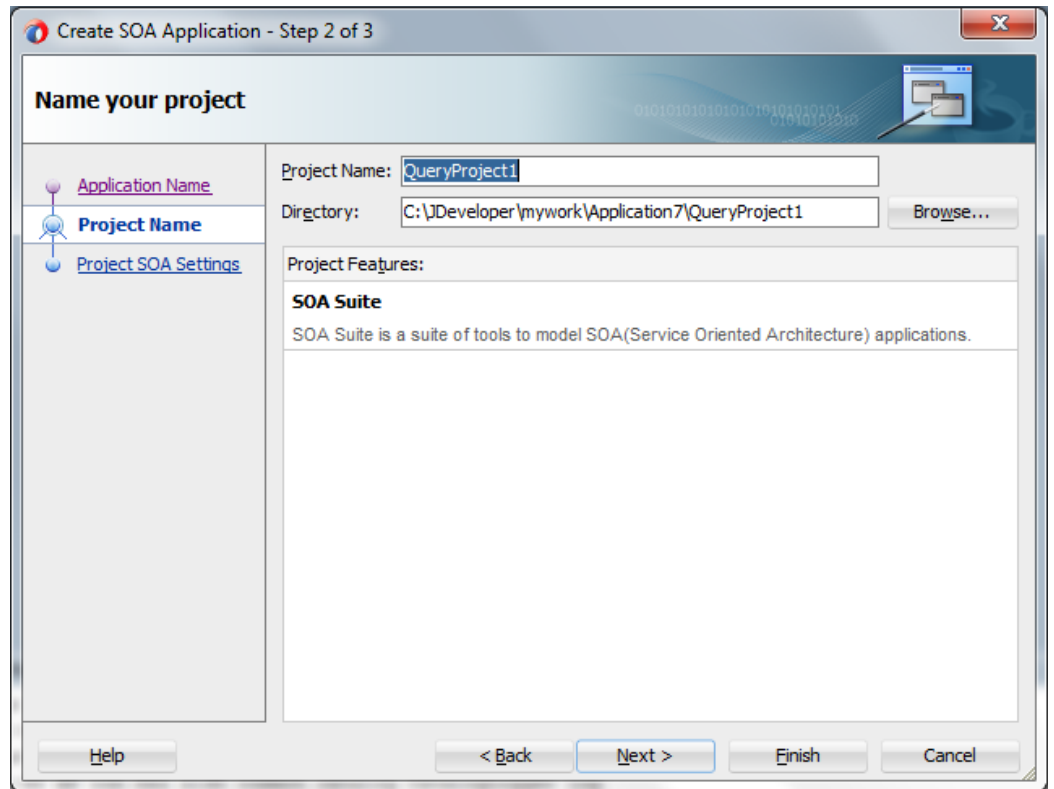 Create SOA Application - Step 2 of 3
Name your project
Application Name
Project Name
Project SOA Settings
Project Name: QueryProject1
Directory: C:\JDeveloper\mywork\Application7\QueryProject1 Browse...
Project Features:
SOA Suite
SOA Suite is a suite of tools to model SOA(Service Oriented Architecture) applications.
Help < Back Next > Finish Cancel